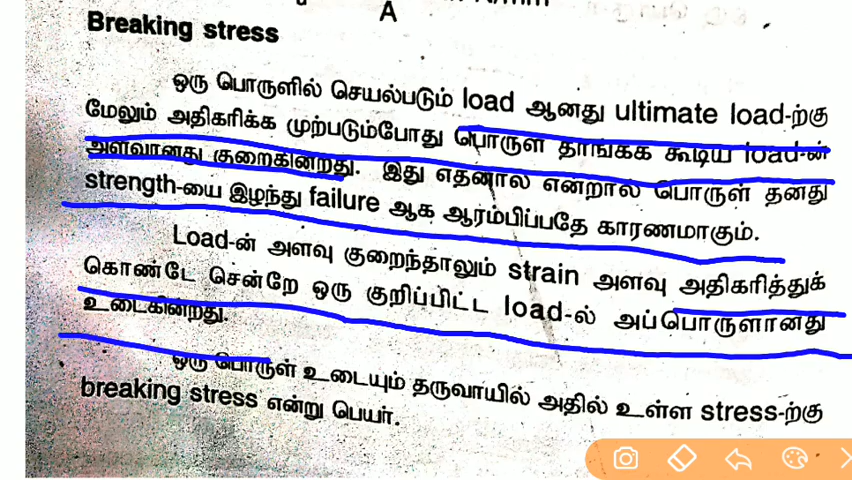 A
Breaking stress
ஒரு பொருளில் செயல்படும் load ஆனது ultimate load-ற்கு
மேலும் அதிகரிக்க முற்படும்போது பொருள் தாங்கக் கூடிய load-ன்
அளவானது குறைகின்றது. இது எதனால் என்றால் பொருள் தனது
strength-யை இழந்து failure ஆக ஆரம்பிப்பதே காரணமாகும்.
Load-ன் அளவு குறைந்தாலும் strain அளவு அதிகரித்துக்
கொண்டே சென்றே ஒரு குறிப்பிட்ட load-ல் அப்பொருளானது
உடைகின்றது.
ஒரு பொருள் உடையும் தருவாயில் அதில் உள்ள stress-ற்கு
breaking stress என்று பெயர்.